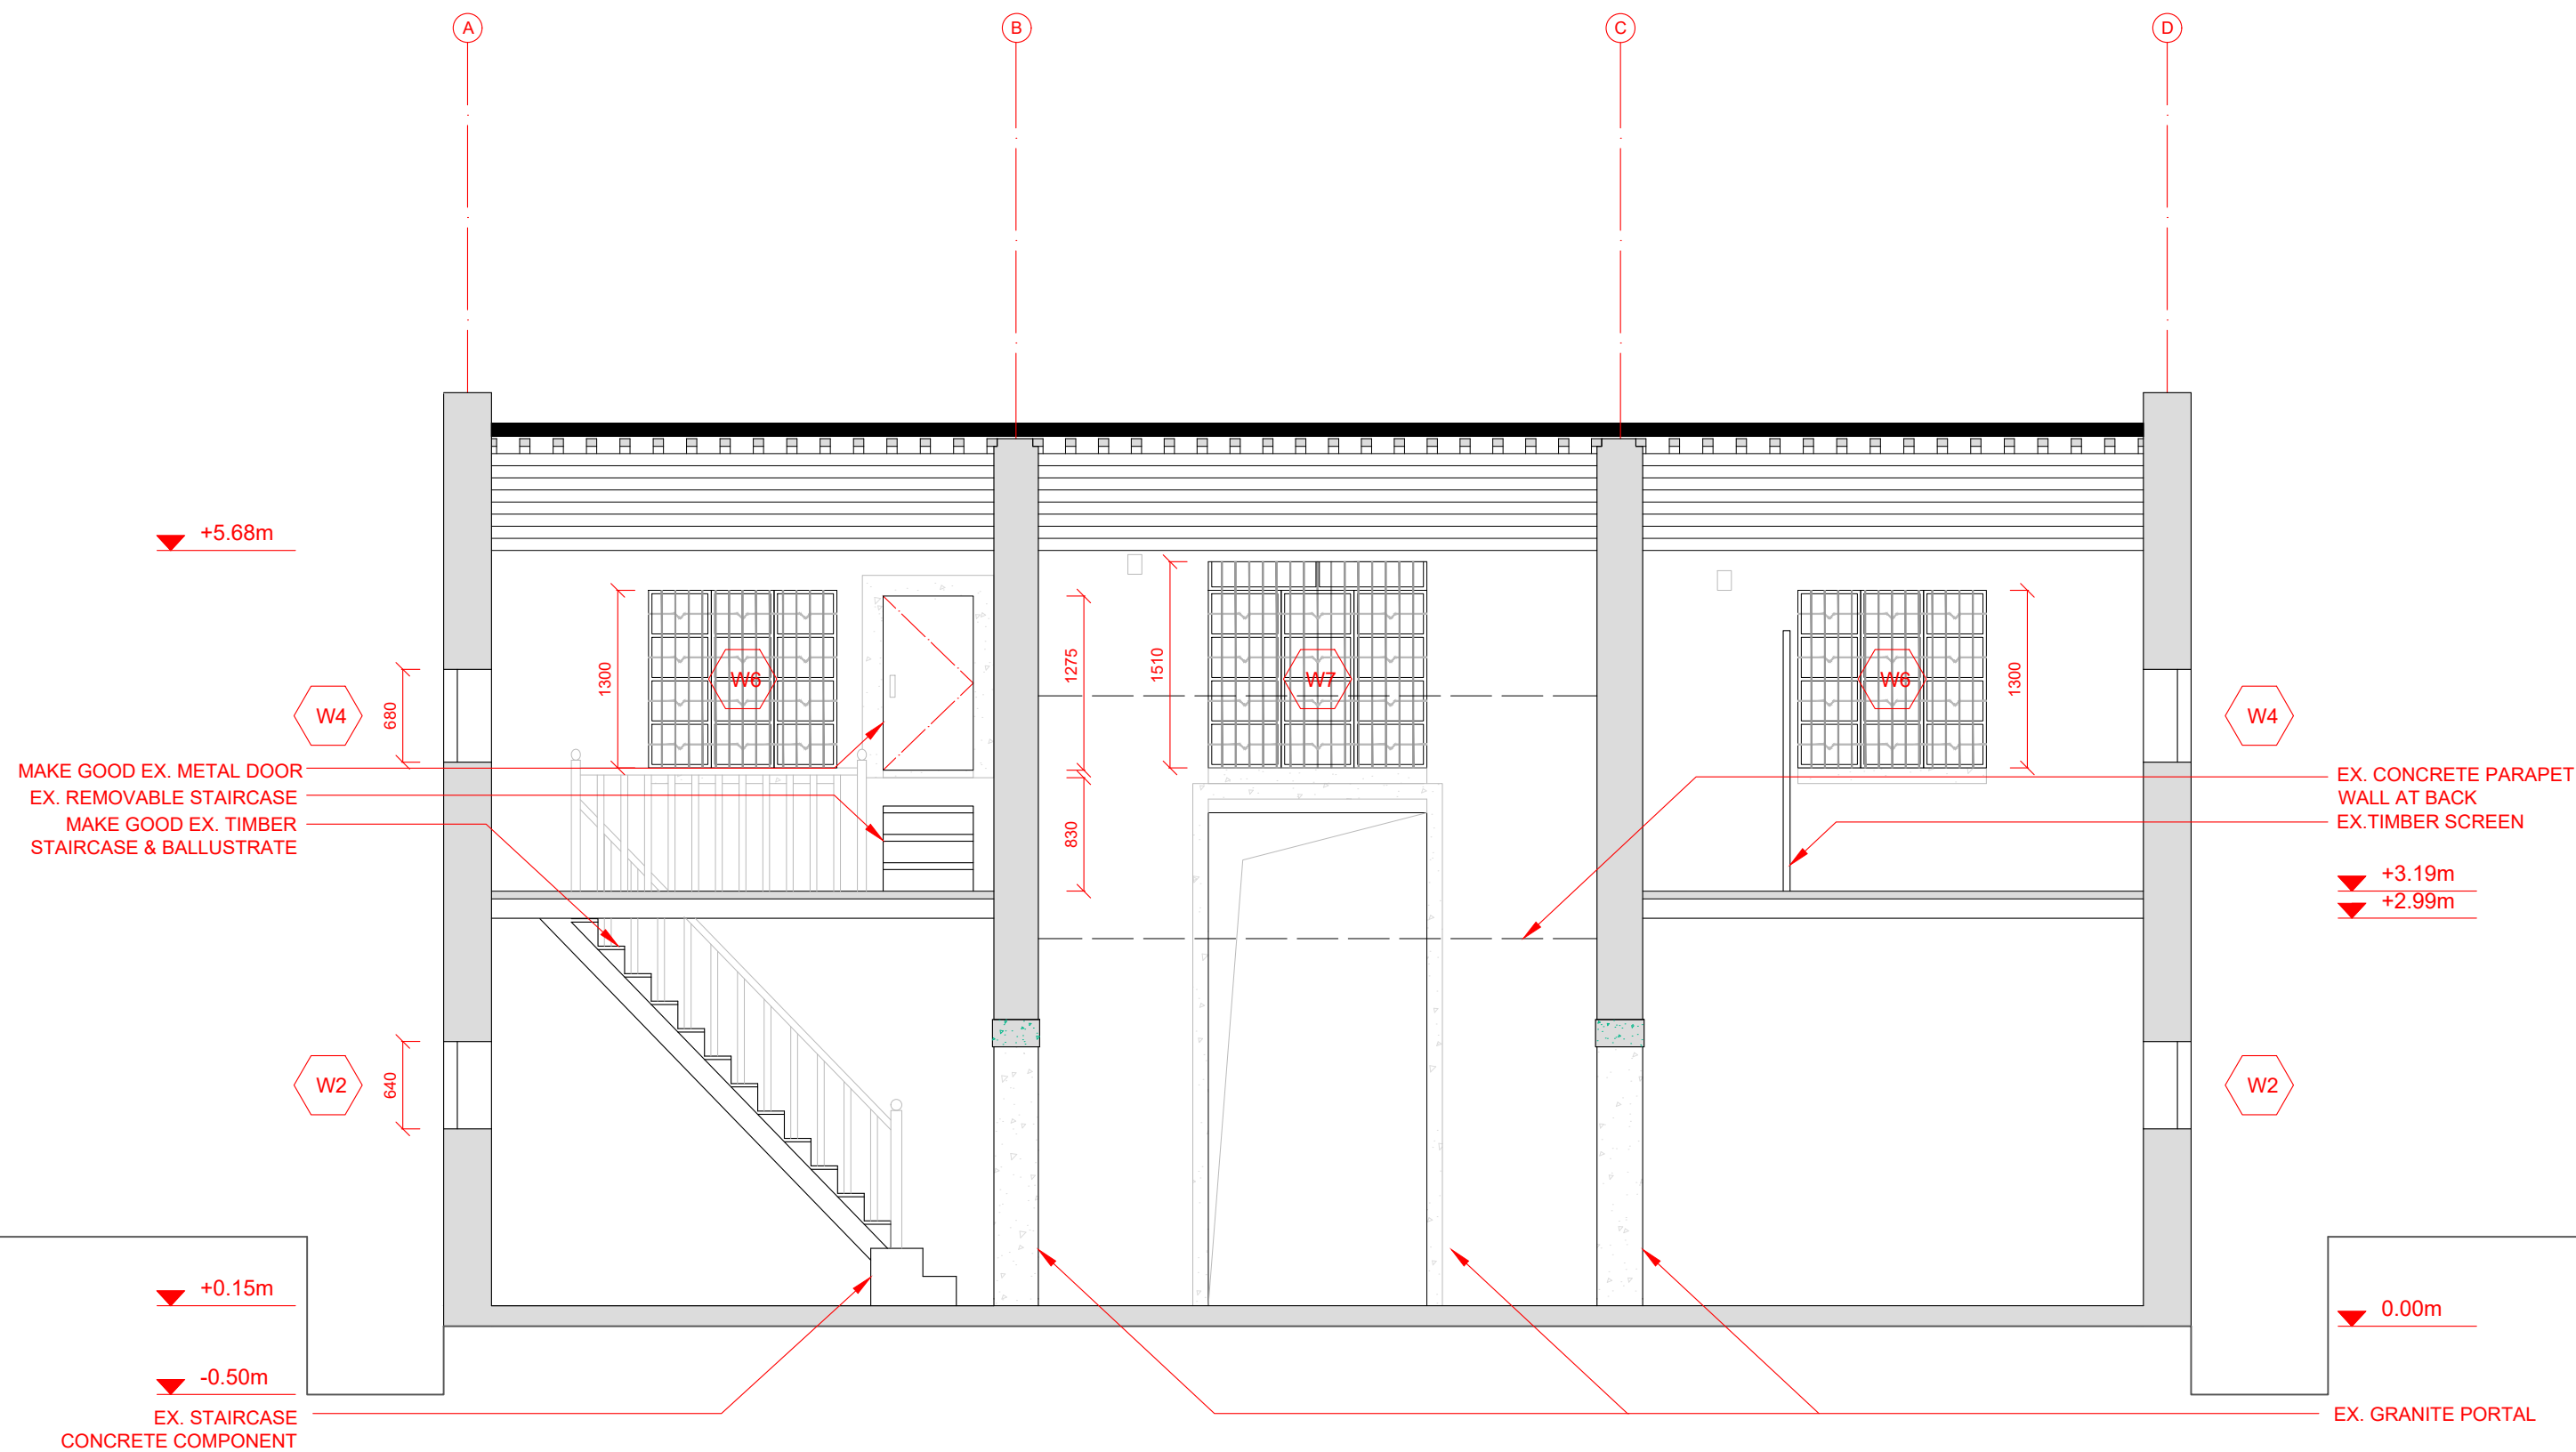 A
B
C
D
+5.68m
1300
W6
1275
1510
W7
W6
1300
W4
680
W4
MAKE GOOD EX. METAL DOOR
EX. REMOVABLE STAIRCASE
MAKE GOOD EX. TIMBER
STAIRCASE & BALLUSTRATE
830
EX. CONCRETE PARAPET
WALL AT BACK
EX.TIMBER SCREEN
+3.19m
+2.99m
W2
640
W2
+0.15m
0.00m
-0.50m
EX. STAIRCASE
CONCRETE COMPONENT
EX. GRANITE PORTAL